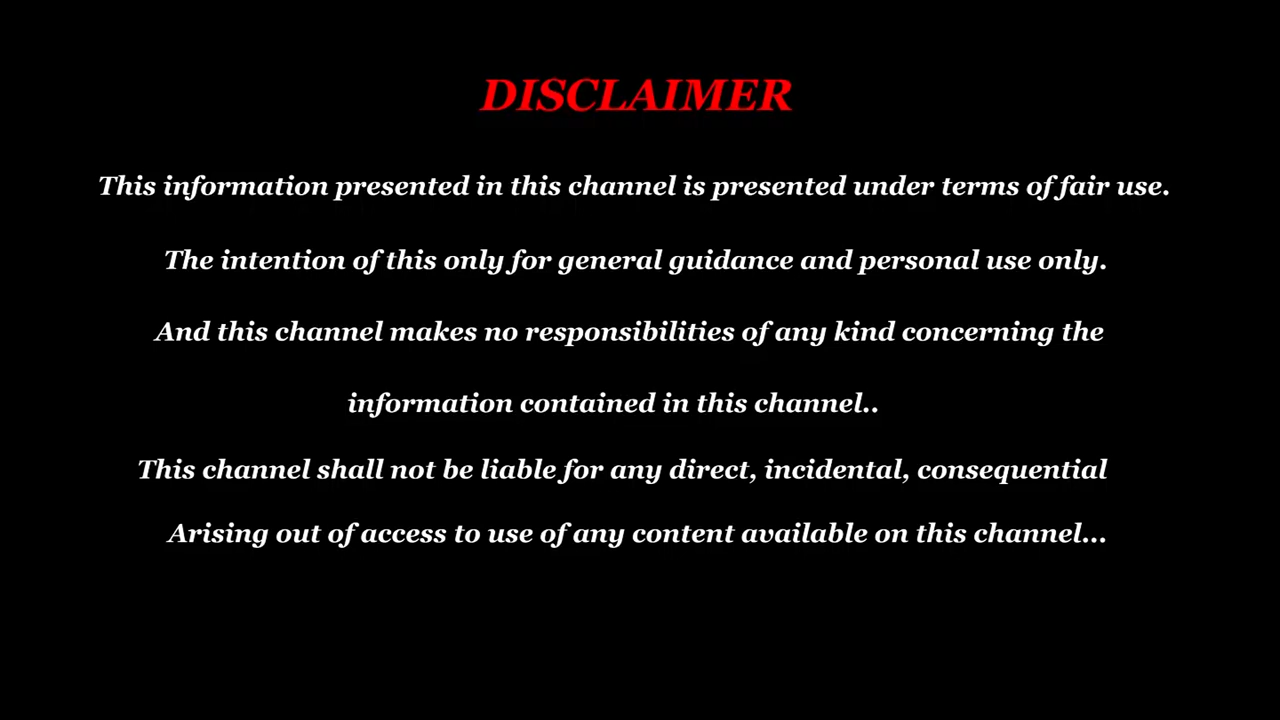 DISCLAIMER
This information presented in this channel is presented under terms of fair use.
The intention of this only for general guidance and personal use only.
And this channel makes no responsibilities of any kind concerning the
information contained in this channel..
This channel shall not be liable for any direct, incidental, consequential
Arising out of access to use of any content available on this channel...